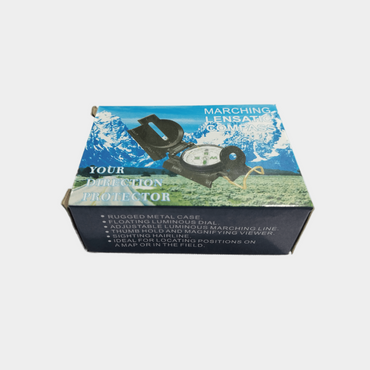 MARCHING
LENSATIC
COMPASS
YOUR
DIRECTION
PROTECTOR
• RUGGED METAL CASE.
• FLOATING LUMINOUS DIAL.
• ADJUSTABLE LUMINOUS MARCHING LINE.
• THUMB HOLD AND MAGNIFYING VIEWER.
• SIGHTING HAIRLINE.
• IDEAL FOR LOCATING POSITIONS ON
A MAP OR IN THE FIELD.